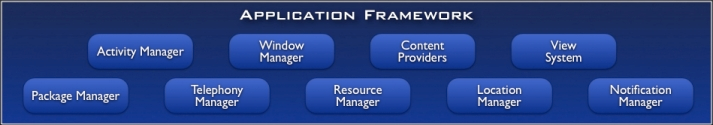 APPLICATION FRAMEWORK
Activity Manager
Window
Manager
Content
Providers
View
System
Package Manager
Telephony
Manager
Resource
Manager
Location
Manager
Notification
Manager